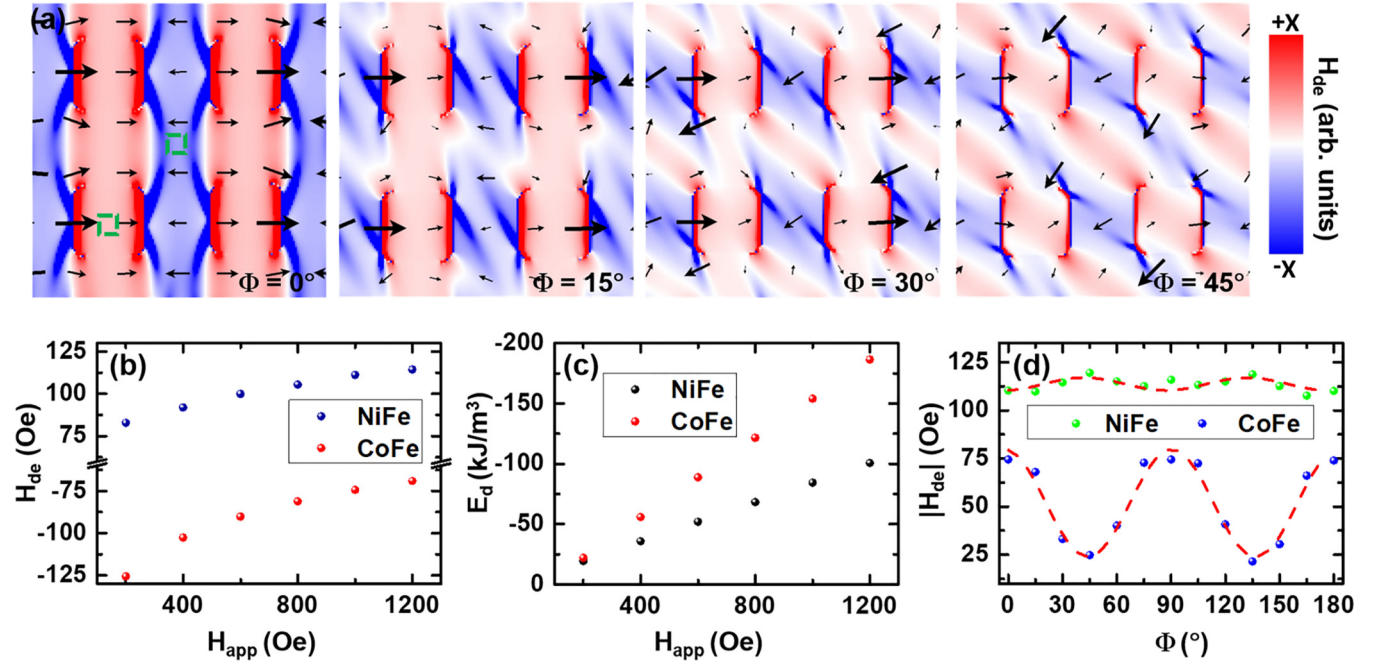 (a)
Φ = 0°
Φ = 15°
Φ = 30°
Φ = 45°
+X
-X
H_de (arb. units)
(b)
125
100
75
-75
-100
-125
H_de (Oe)
NiFe
CoFe
400 800 1200
H_app (Oe)
(c)
-200
-150
-100
-50
0
E_d (kJ/m³)
NiFe
CoFe
400 800 1200
H_app (Oe)
(d)
125
100
75
50
25
|H_de| (Oe)
NiFe CoFe
0 30 60 90 120 150 180
Φ (°)